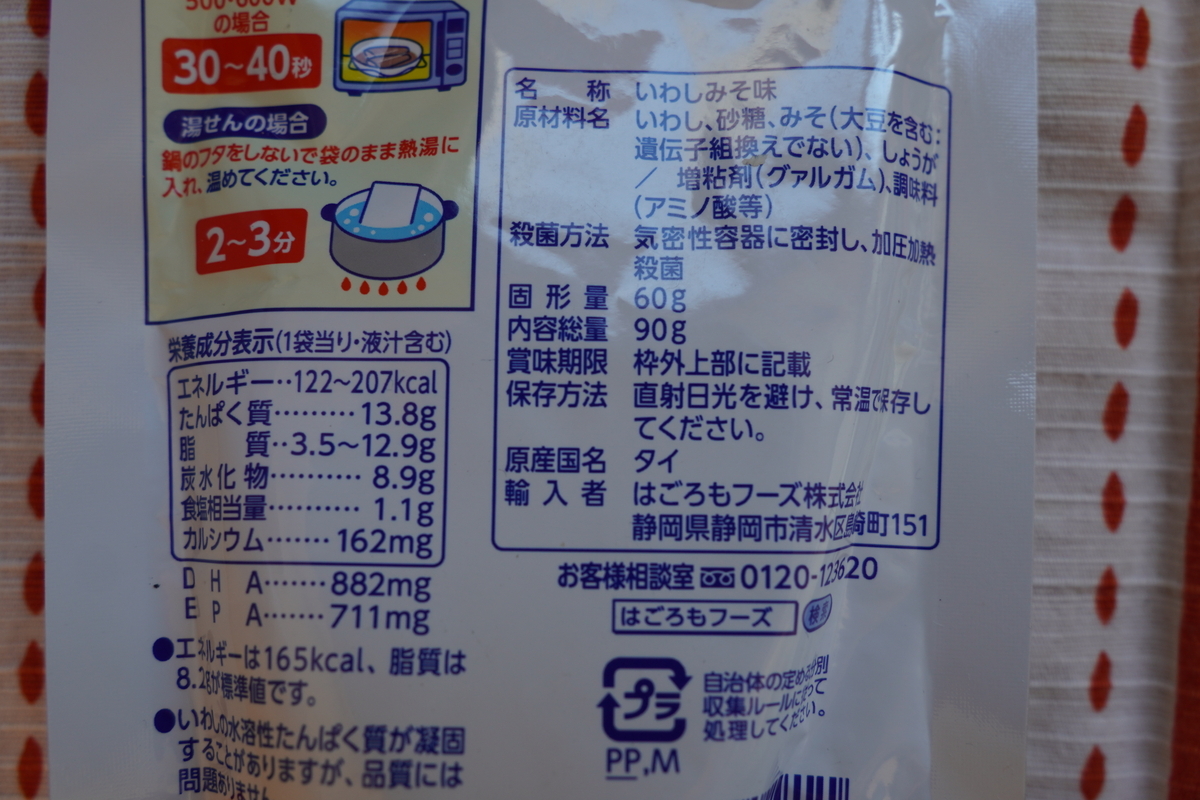 500-600W
の場合
30～40秒
湯せんの場合
鍋のフタをしないで袋のまま熱湯に
入れ、温めてください。
2～3分
栄養成分表示(1袋当り・液汁含む)
エネルギー‥122～207kcal
たんぱく質………13.8g
脂　　質‥3.5～12.9g
炭水化物………8.9g
食塩相当量………1.1g
カルシウム……162mg
D H A……882mg
E P A……711mg
●エネルギーは165kcal、脂質は
8.2gが標準値です。
●いわしの水溶性たんぱく質が凝固
することがありますが、品質には
問題ありません
名　称　いわしみそ味
原材料名　いわし、砂糖、みそ(大豆を含む:
遺伝子組換えでない)、しょうが
／　増粘剤(グァルガム)、調味料
(アミノ酸等)
殺菌方法　気密性容器に密封し、加圧加熱
殺菌
固形量　60g
内容総量　90g
賞味期限　枠外上部に記載
保存方法　直射日光を避け、常温で保存し
てください。
原産国名　タイ
輸入者　はごろもフーズ株式会社
静岡県静岡市清水区島崎町151
お客様相談室 0120-123620
はごろもフーズ 検索
プラ
PP,M
自治体の定める分別
収集ルールに従って
処理してください。